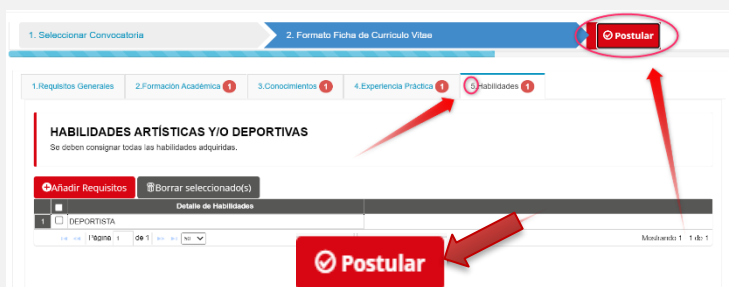 1. Seleccionar Convocatoria
2. Formato Ficha de Curriculo Vitae
Postular
1.Requisitos Generales
2.Formación Académica 1
3.Conocimientos 1
4.Experiencia Práctica 1
5.Habilidades 1
HABILIDADES ARTÍSTICAS Y/O DEPORTIVAS
Se deben consignar todas las habilidades adquiridas.
Añadir Requisitos
Borrar seleccionado(s)
Detalle de Habilidades
1 DEPORTISTA
Página 1 de 1 50
Mostrando 1 1 de 1
Postular